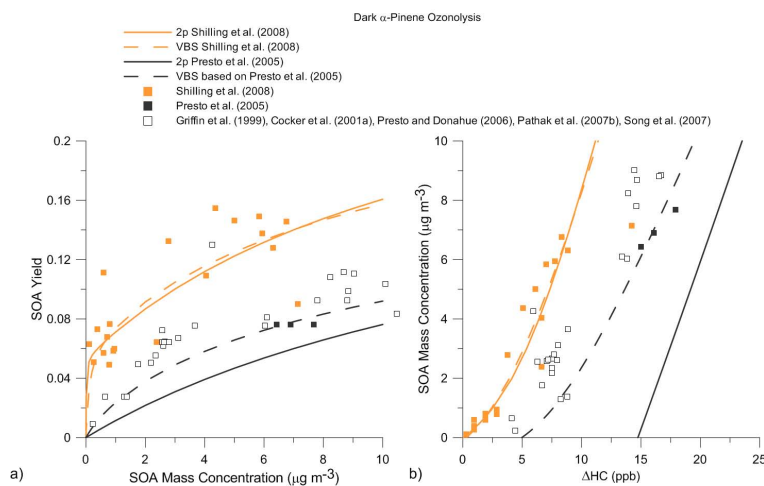 Dark α-Pinene Ozonolysis
2p Shilling et al. (2008)
VBS Shilling et al. (2008)
2p Presto et al. (2005)
VBS based on Presto et al. (2005)
Shilling et al. (2008)
Presto et al. (2005)
Griffin et al. (1999), Cocker et al. (2001a), Presto and Donahue (2006), Pathak et al. (2007b), Song et al. (2007)
a)
SOA Yield
0.2
0.16
0.12
0.08
0.04
0
0 2 4 6 8 10
SOA Mass Concentration (μg m-3)
b)
SOA Mass Concentration (μg m-3)
10
8
6
4
2
0
0 5 10 15 20 25
ΔHC (ppb)